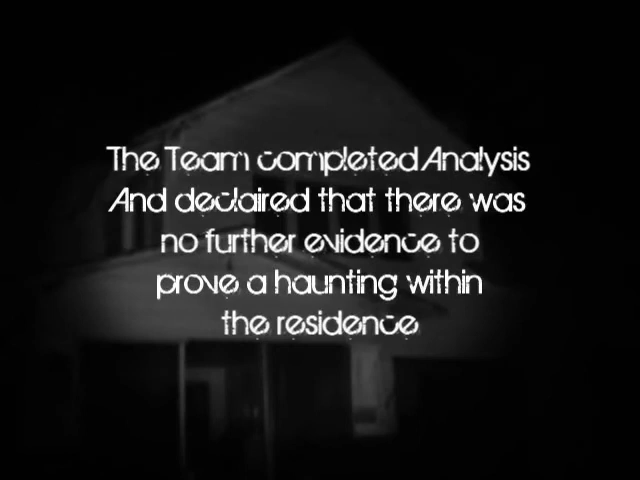 The Team completed Analysis
And declaired that there was
no further evidence to
prove a haunting within
the residence